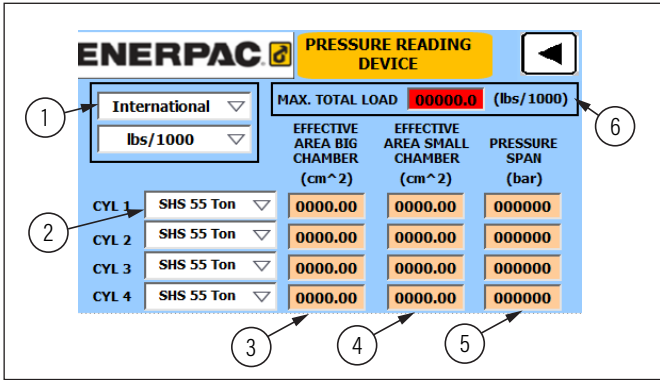 ENERPAC.
PRESSURE READING
DEVICE
1
International
lbs/1000
MAX. TOTAL LOAD 00000.0 (lbs/1000)
6
EFFECTIVE
AREA BIG
CHAMBER
(cm^2)
EFFECTIVE
AREA SMALL
CHAMBER
(cm^2)
PRESSURE
SPAN
(bar)
2
CYL 1 SHS 55 Ton 0000.00 0000.00 000000
CYL 2 SHS 55 Ton 0000.00 0000.00 000000
CYL 3 SHS 55 Ton 0000.00 0000.00 000000
CYL 4 SHS 55 Ton 0000.00 0000.00 000000
3
4
5